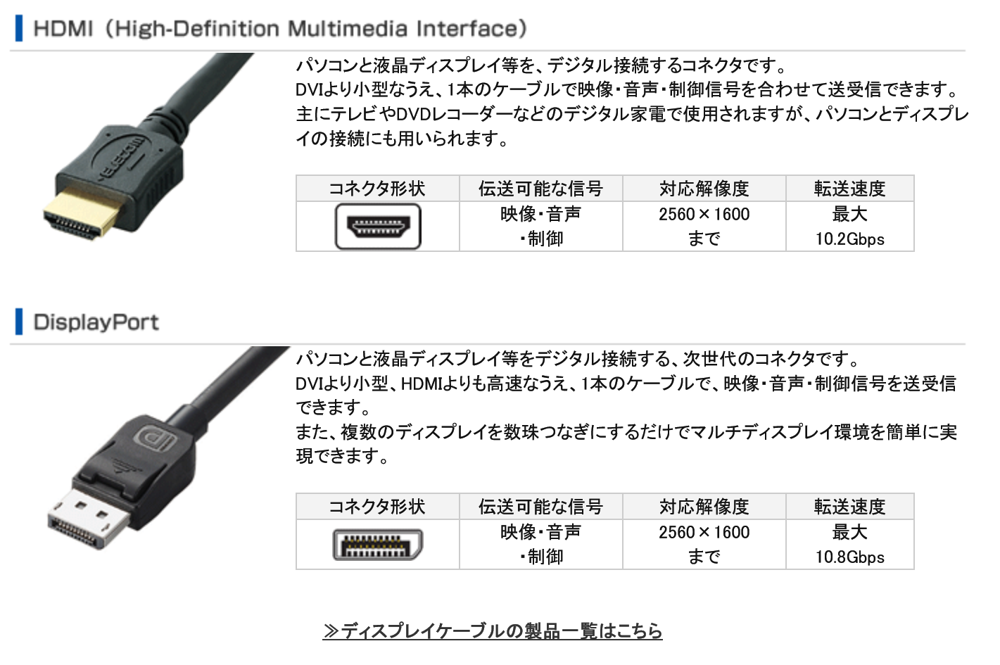 HDMI（High-Definition Multimedia Interface）
パソコンと液晶ディスプレイ等を、デジタル接続するコネクタです。
DVIより小型なうえ、1本のケーブルで映像・音声・制御信号を合わせて送受信できます。
主にテレビやDVDレコーダーなどのデジタル家電で使用されますが、パソコンとディスプレ
イの接続にも用いられます。
ELECOM
コネクタ形状 伝送可能な信号 対応解像度 転送速度
映像・音声 2560×1600 最大
・制御 まで 10.2Gbps
DisplayPort
パソコンと液晶ディスプレイ等をデジタル接続する、次世代のコネクタです。
DVIより小型、HDMIよりも高速なうえ、1本のケーブルで、映像・音声・制御信号を送受信
できます。
また、複数のディスプレイを数珠つなぎにするだけでマルチディスプレイ環境を簡単に実
現できます。
コネクタ形状 伝送可能な信号 対応解像度 転送速度
映像・音声 2560×1600 最大
・制御 まで 10.8Gbps
≫ディスプレイケーブルの製品一覧はこちら